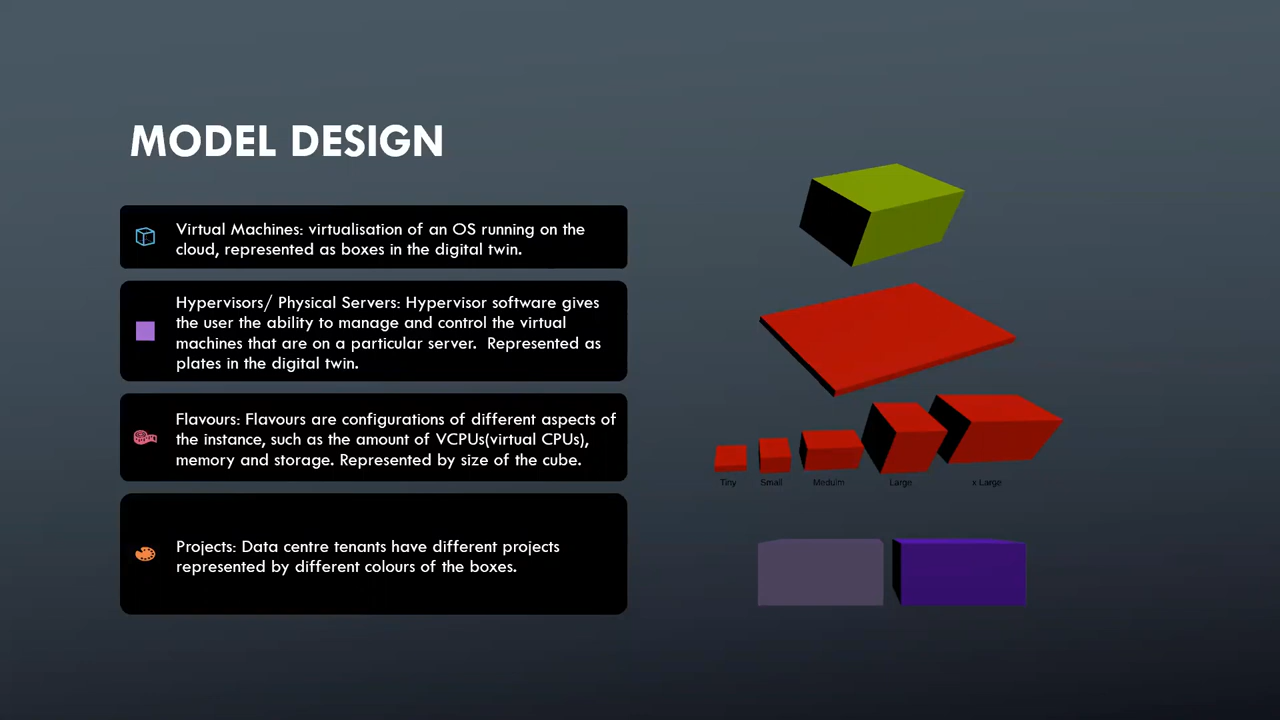 MODEL DESIGN
Virtual Machines: virtualisation of an OS running on the
cloud, represented as boxes in the digital twin.
Hypervisors/ Physical Servers: Hypervisor software gives
the user the ability to manage and control the virtual
machines that are on a particular server.  Represented as
plates in the digital twin.
Flavours: Flavours are configurations of different aspects of
the instance, such as the amount of VCPUs(virtual CPUs),
memory and storage. Represented by size of the cube.
Tiny Small Meduim Large x Large
Projects: Data centre tenants have different projects
represented by different colours of the boxes.